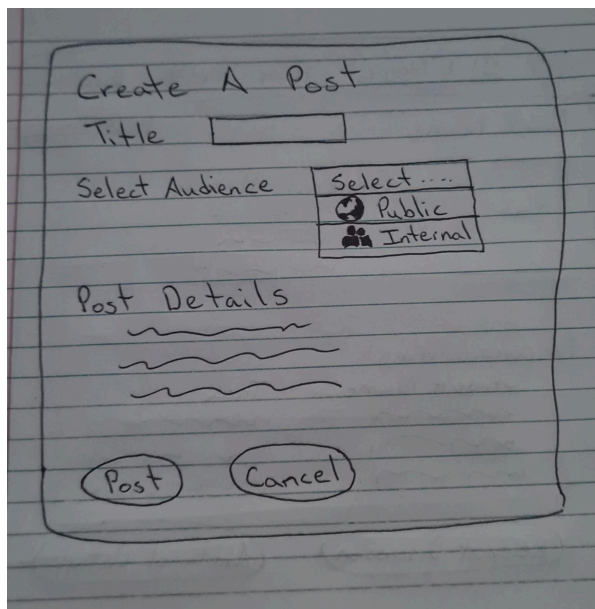 Create A Post
Title
Select Audience
Select ....
Public
Internal
Post Details
Post
Cancel